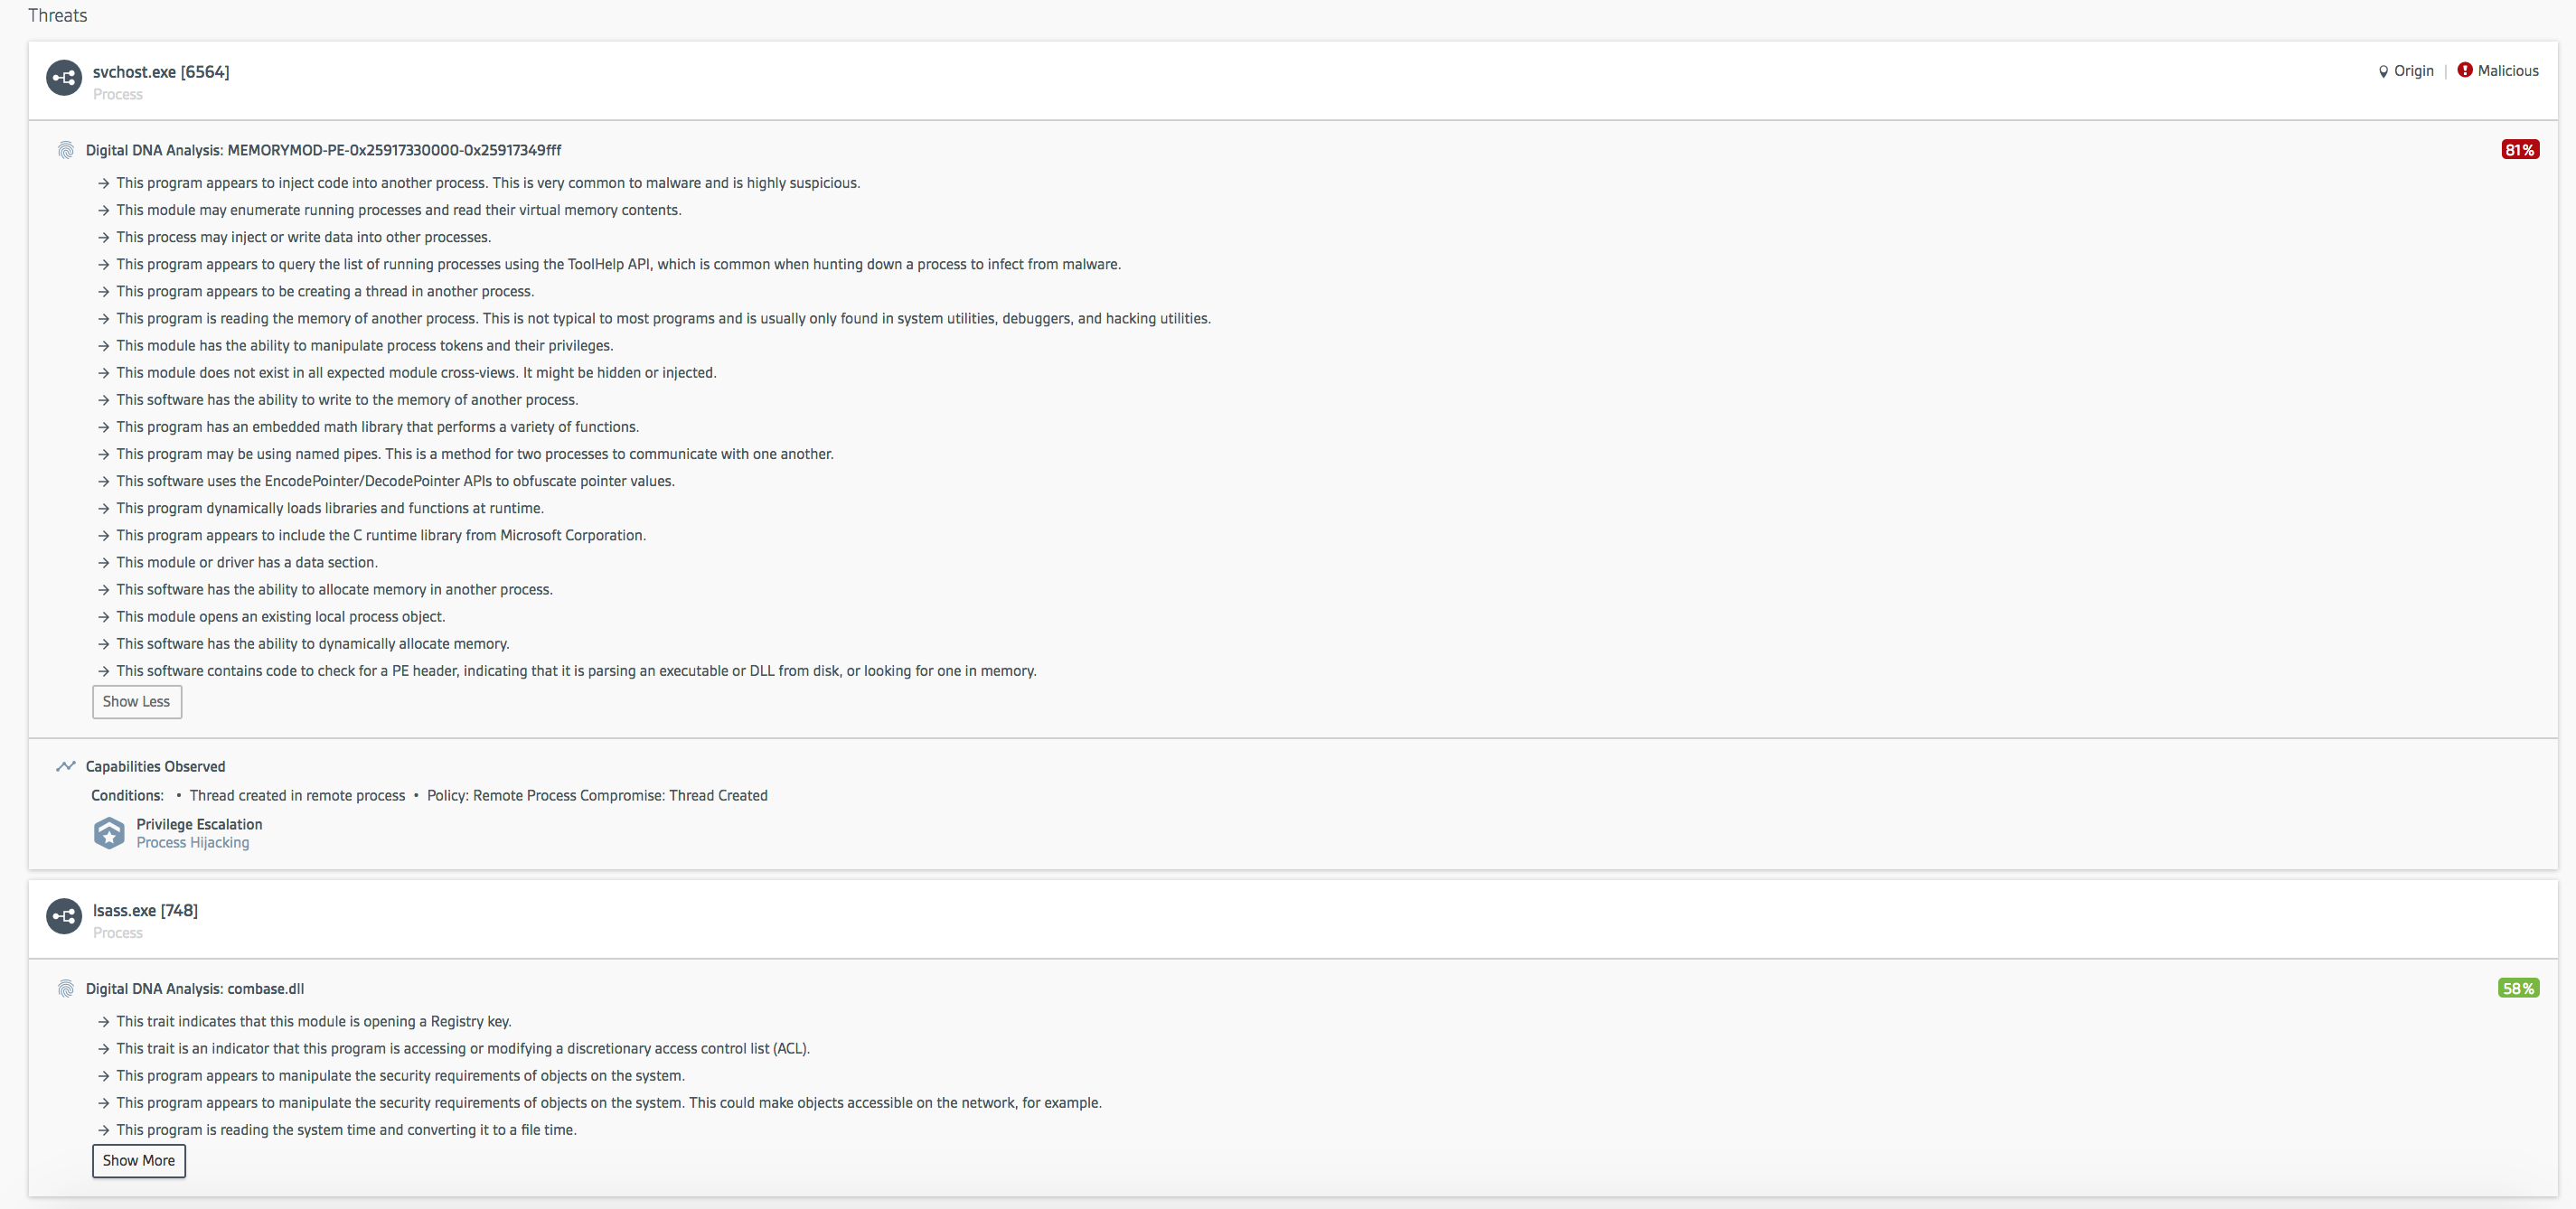 Threats
svchost.exe [6564]
Origin | Malicious
Process
Digital DNA Analysis: MEMORYMOD-PE-0x25917330000-0x25917349fff
81%
This program appears to inject code into another process. This is very common to malware and is highly suspicious.
This module may enumerate running processes and read their virtual memory contents.
This process may inject or write data into other processes.
This program appears to query the list of running processes using the ToolHelp API, which is common when hunting down a process to infect from malware.
This program appears to be creating a thread in another process.
This program is reading the memory of another process. This is not typical to most programs and is usually only found in system utilities, debuggers, and hacking utilities.
This module has the ability to manipulate process tokens and their privileges.
This module does not exist in all expected module cross-views. It might be hidden or injected.
This software has the ability to write to the memory of another process.
This program has an embedded math library that performs a variety of functions.
This program may be using named pipes. This is a method for two processes to communicate with one another.
This software uses the EncodePointer/DecodePointer APIs to obfuscate pointer values.
This program dynamically loads libraries and functions at runtime.
This program appears to include the C runtime library from Microsoft Corporation.
This module or driver has a data section.
This software has the ability to allocate memory in another process.
This module opens an existing local process object.
This software has the ability to dynamically allocate memory.
This software contains code to check for a PE header, indicating that it is parsing an executable or DLL from disk, or looking for one in memory.
Show Less
Capabilities Observed
Conditions: • Thread created in remote process • Policy: Remote Process Compromise: Thread Created
Privilege Escalation
Process Hijacking
lsass.exe [748]
Process
Digital DNA Analysis: combase.dll
58%
This trait indicates that this module is opening a Registry key.
This trait is an indicator that this program is accessing or modifying a discretionary access control list (ACL).
This program appears to manipulate the security requirements of objects on the system.
This program appears to manipulate the security requirements of objects on the system. This could make objects accessible on the network, for example.
This program is reading the system time and converting it to a file time.
Show More